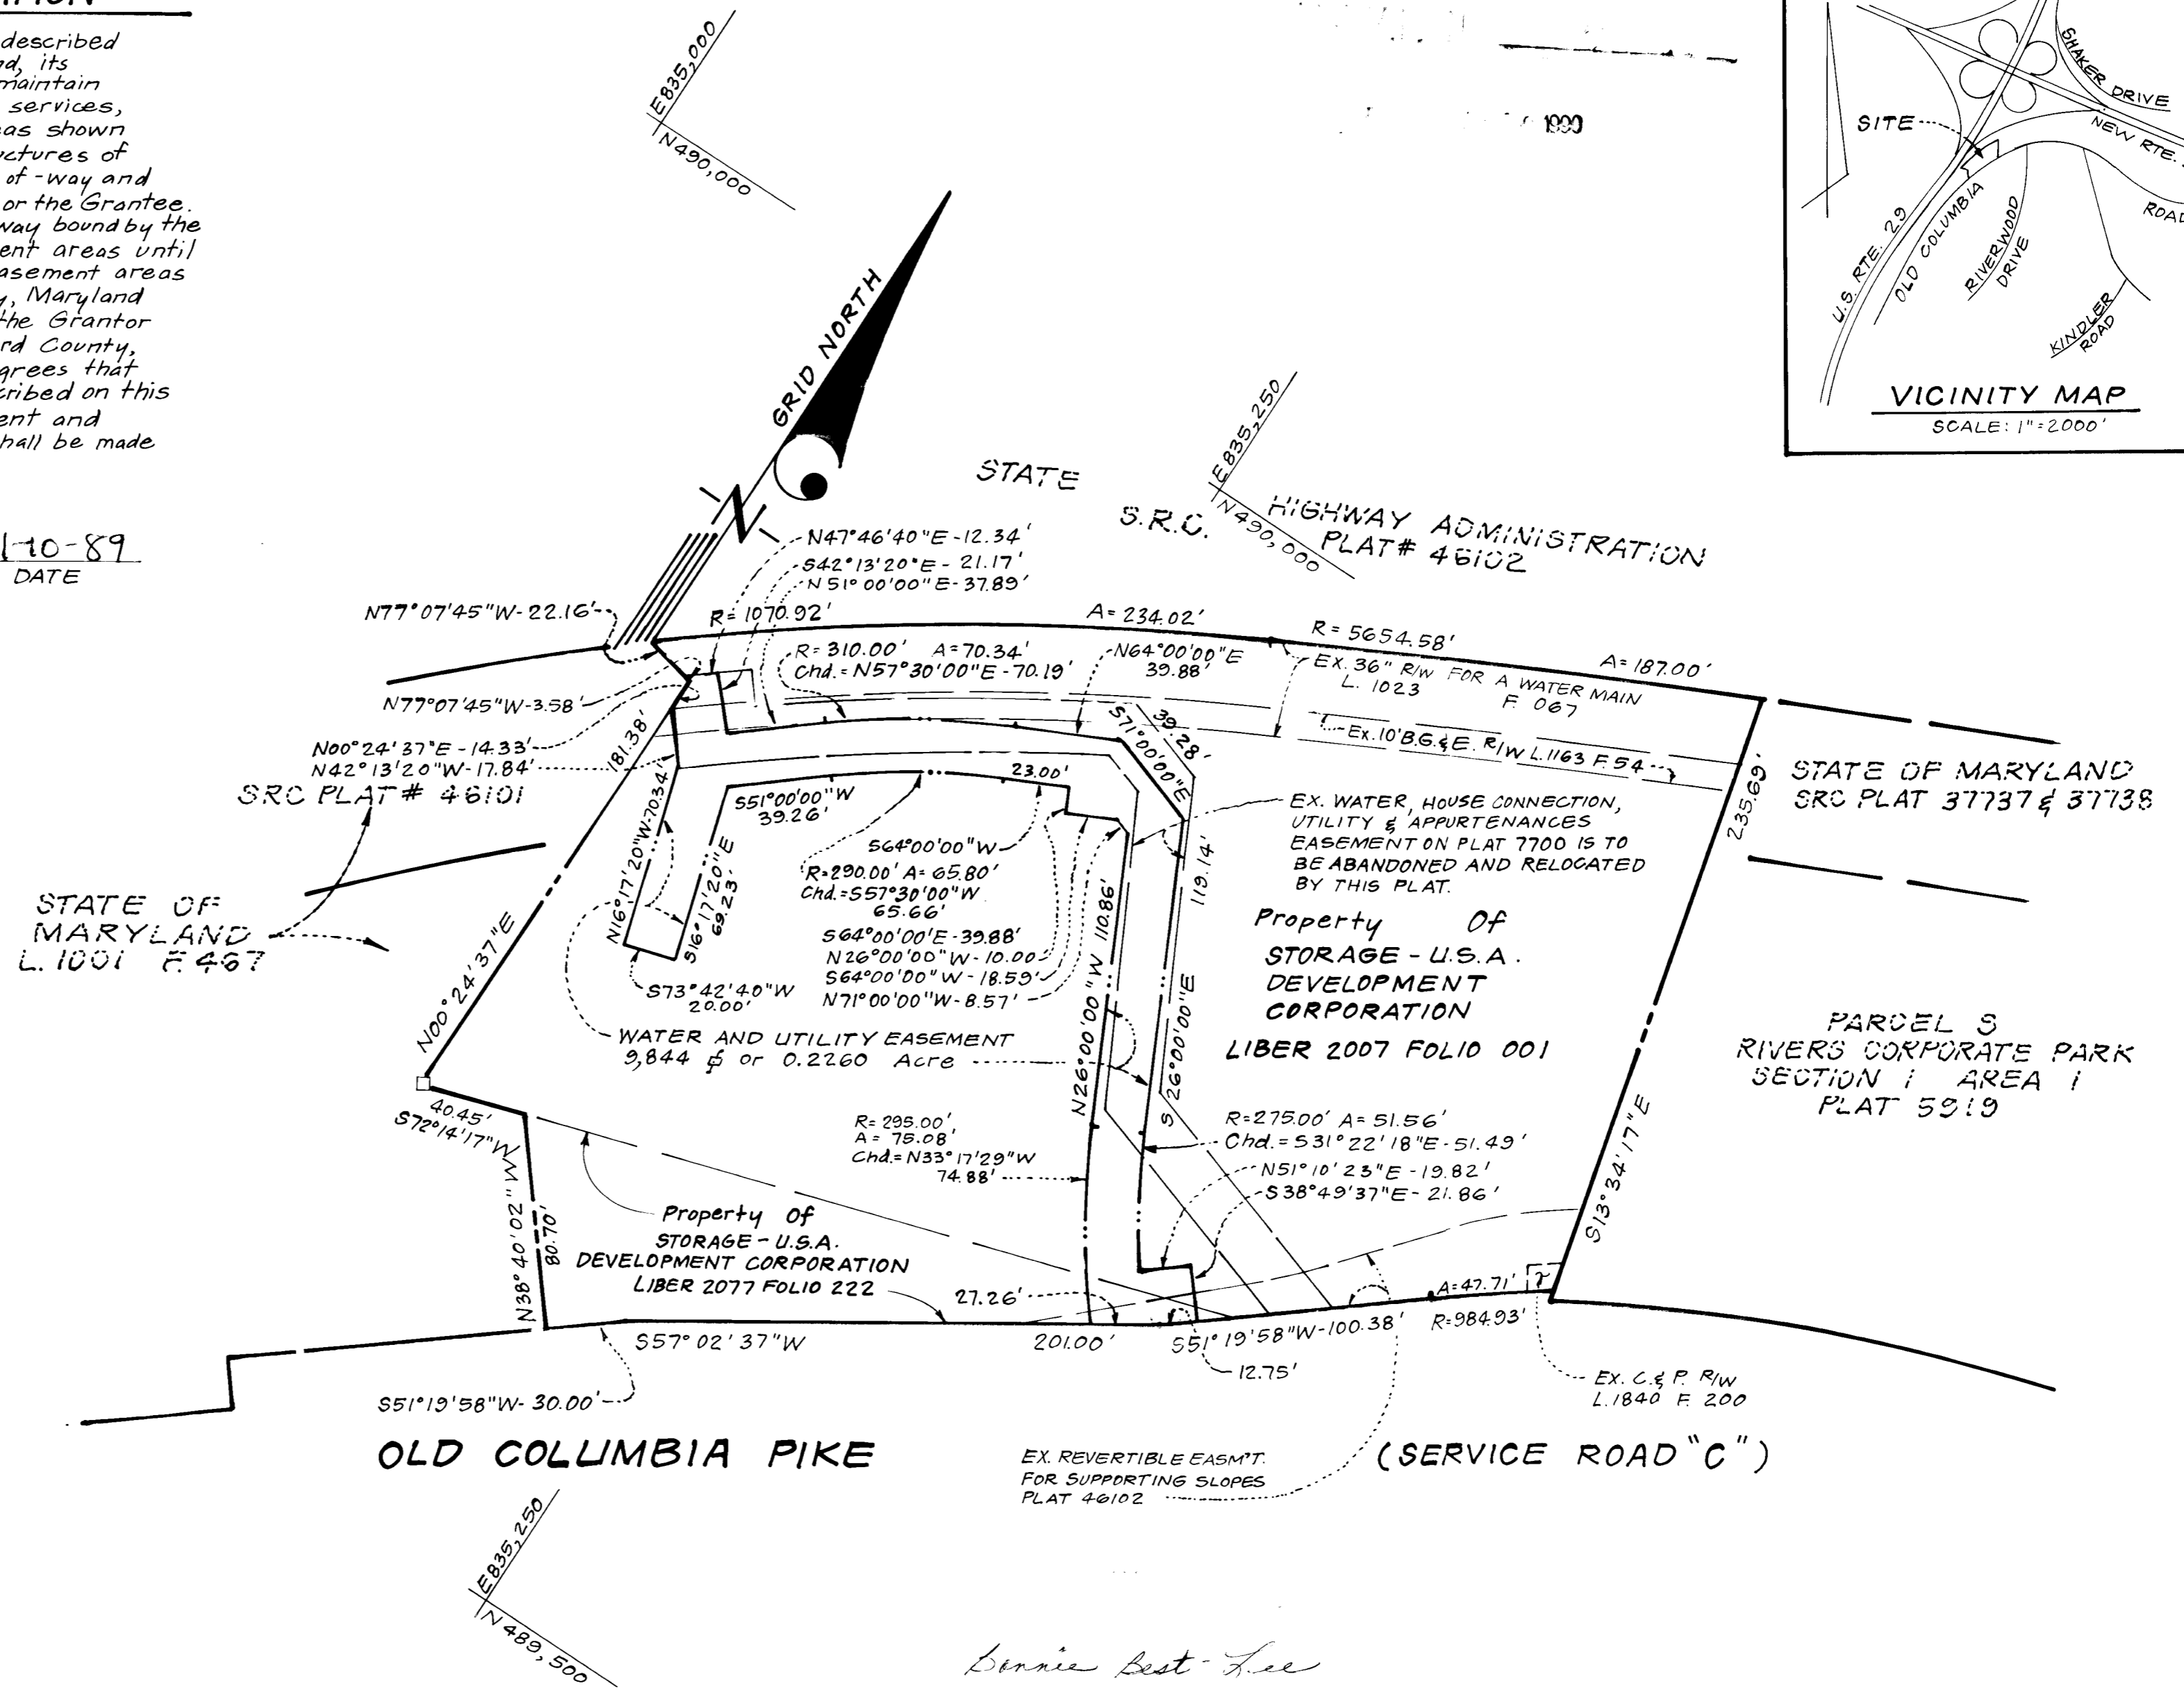 described
its
maintain
services,
as shown
of
of-way and
or the Grantee.
way bound by the
ent areas until
easement areas
Maryland
the Grantor
County,
grees that
cribed on this
ent and
shall be made
DATE
E835,000
N490,000
1990
SITE
SHAKER DRIVE
NEW RTE.
U.S. RTE. 29
OLD COLUMBIA
ROAD
RIVERWOOD
DRIVE
KINDLER
ROAD
VICINITY MAP
SCALE: 1"=2000'
GRID NORTH
N
STATE
S.R.C.
HIGHWAY ADMINISTRATION
PLAT# 46102
E835,250
N490,000
N47°46'40"E-12.34'
S42°13'20"E-21.17'
N51°00'00"E-37.89'
N77°07'45"W-22.16'
R=1070.92'
A=234.02'
R=5654.58'
A=187.00'
R=310.00' A=70.34'
Chd.=N57°30'00"E-70.19'
N64°00'00"E
39.88'
EX. 36" R/W FOR A WATER MAIN
L. 1023 F. 067
Ex. 10' B.G.&E. R/W L.1163 F.54
N77°07'45"W-3.58'
N00°24'37"E-14.33'
N42°13'20"W-17.84'
SRC PLAT# 46101
181.38'
S71°00'00"E
39.28'
23.00'
N16°17'20"W-70.34'
S51°00'00"W
39.26'
S16°17'20"E
69.23'
S64°00'00"W
R=290.00' A=65.80'
Chd.=S57°30'00"W
65.66'
S64°00'00'E-39.88'
N26°00'00"W-10.00
S64°00'00"W-18.59'
N71°00'00"W-8.57'
S73°42'40"W
20.00'
EX. WATER, HOUSE CONNECTION,
UTILITY & APPURTENANCES
EASEMENT ON PLAT 7700 IS TO
BE ABANDONED AND RELOCATED
BY THIS PLAT.
119.14'
S26°00'00"E
N26°00'00"W 110.86'
Property Of
STORAGE-U.S.A.
DEVELOPMENT
CORPORATION
LIBER 2007 FOLIO 001
235.69'
S13°34'17"E
STATE OF MARYLAND
SRC PLAT 37737 & 37738
STATE OF
MARYLAND
L.1001 F.467
N00°24'37"E
WATER AND UTILITY EASEMENT
9,844 or 0.2260 Acre
PARCEL S
RIVERS CORPORATE PARK
SECTION 1 AREA 1
PLAT 5919
40.45'
S72°14'17"W
N38°40'02"W
80.70'
R=295.00'
A=75.08'
Chd.=N33°17'29"W
74.88'
R=275.00' A=51.56'
Chd.=S31°22'18"E-51.49'
N51°10'23"E-19.82'
S38°49'37"E-21.86'
Property Of
STORAGE-U.S.A.
DEVELOPMENT CORPORATION
LIBER 2077 FOLIO 222
27.26'
A=47.71'
R=984.93'
S57°02'37"W
201.00'
S51°19'58"W-100.38'
12.75'
S51°19'58"W-30.00'
Ex. C.& P. R/W
L.1840 F. 200
OLD COLUMBIA PIKE
(SERVICE ROAD "C")
EX. REVERTIBLE EASM'T.
FOR SUPPORTING SLOPES
PLAT 46102
E835,250
N489,500
Bonnie Best-Lee